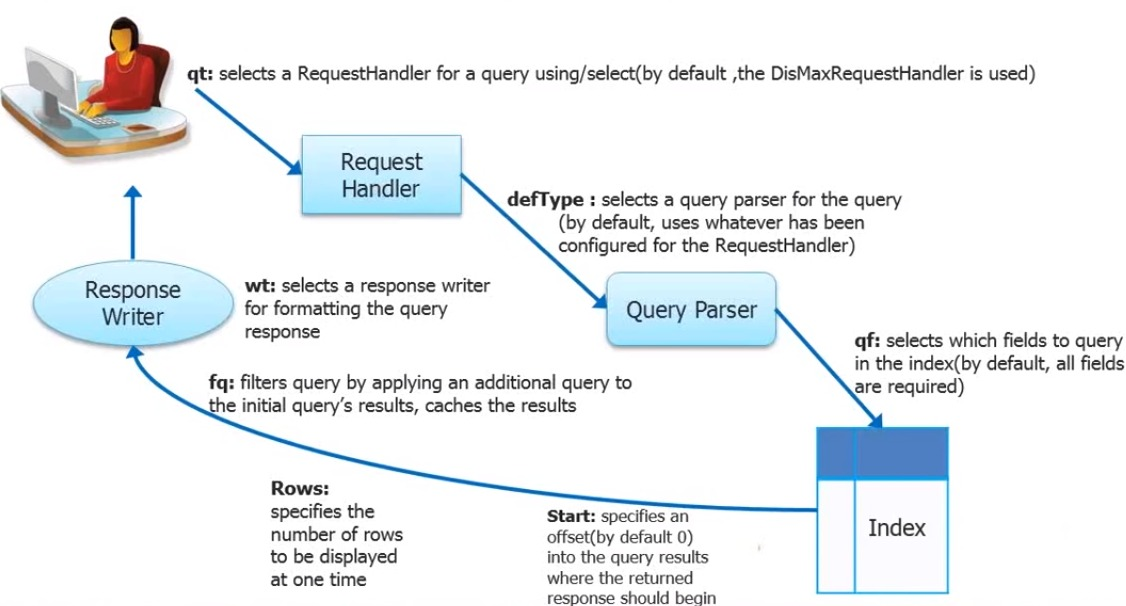 qt: selects a RequestHandler for a query using/select(by default ,the DisMaxRequestHandler is used)
Request
Handler
defType : selects a query parser for the query
(by default, uses whatever has been
configured for the RequestHandler)
Response
Writer
wt: selects a response writer
for formatting the query
response
Query Parser
qf: selects which fields to query
in the index(by default, all fields
are required)
fq: filters query by applying an additional query to
the initial query's results, caches the results
Rows:
specifies the
number of rows
to be displayed
at one time
Start: specifies an
offset(by default 0)
into the query results
where the returned
response should begin
Index